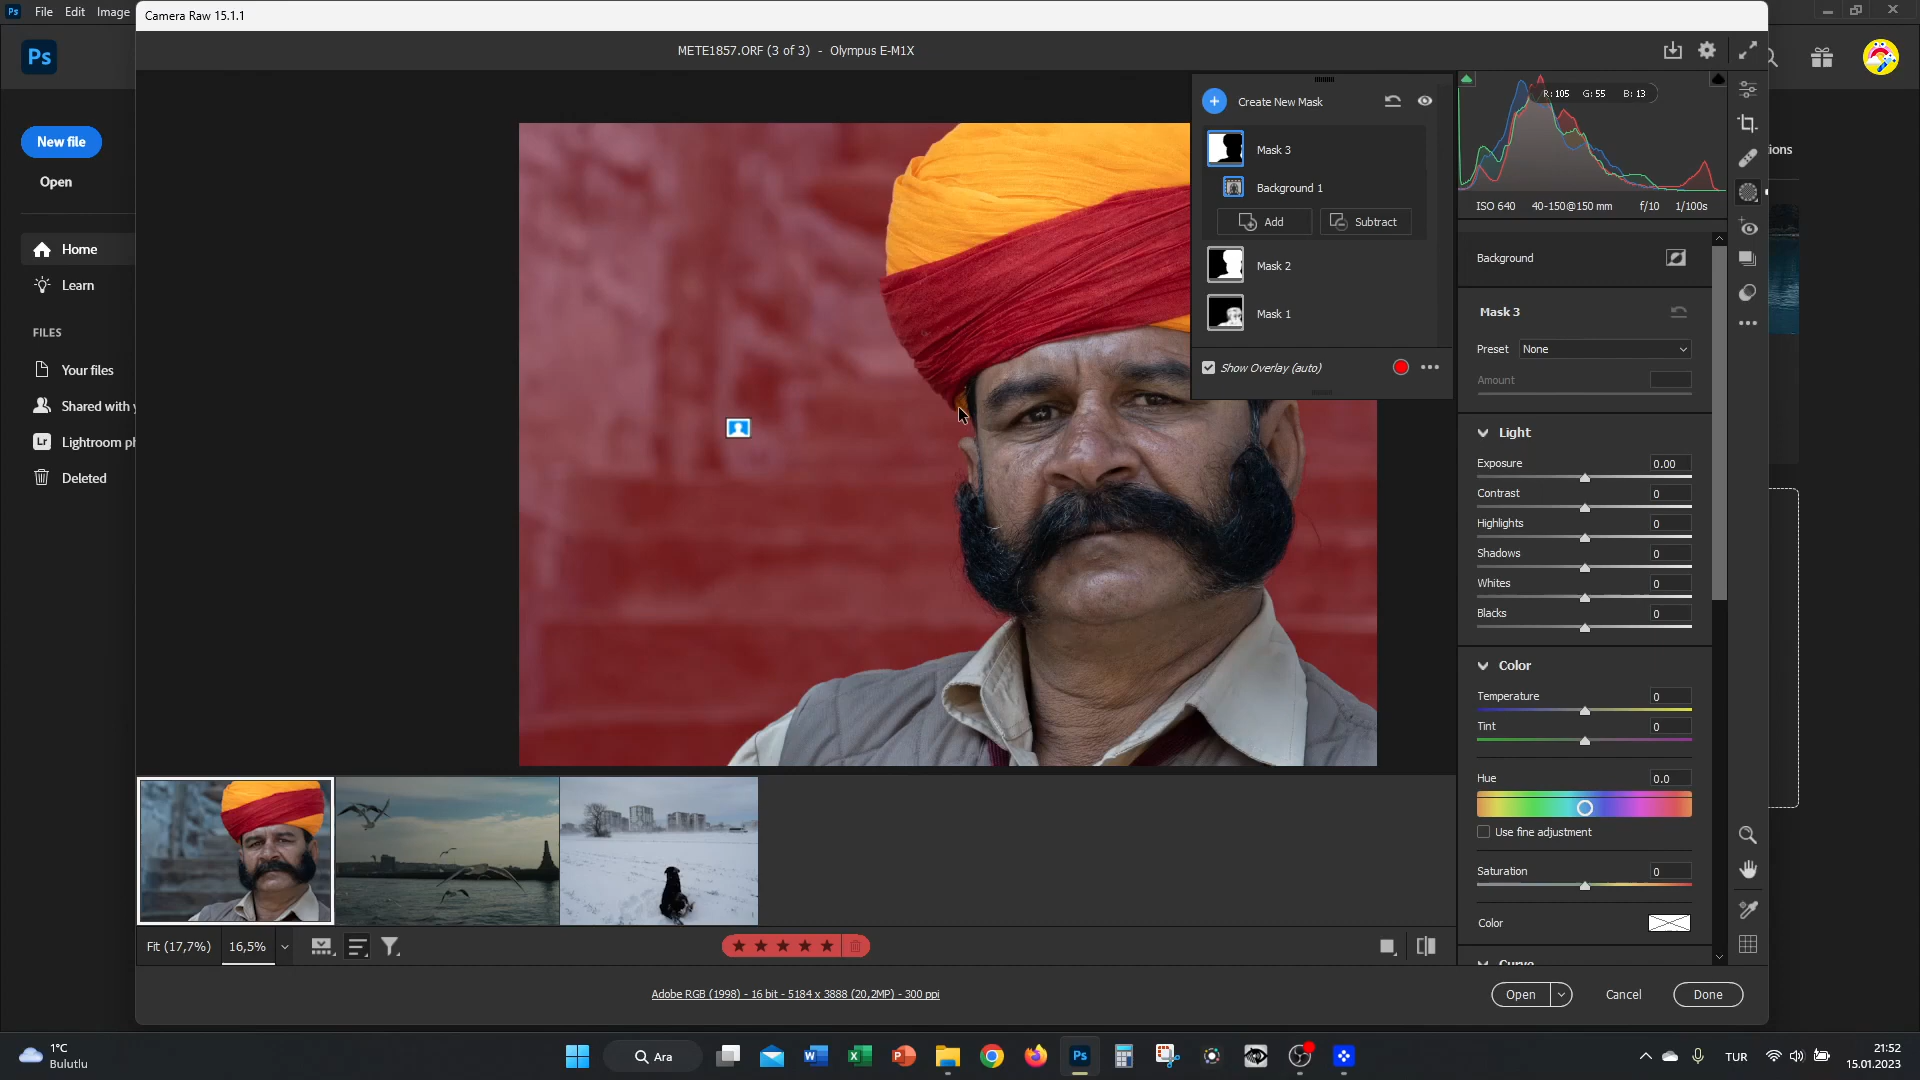 Ps File Edit Image
Camera Raw 15.1.1
Ps
METE1857.ORF (3 of 3) - Olympus E-M1X
New file
Open
Home
Learn
FILES
Your files
Shared with y
Lr Lightroom ph
Deleted
ions
Create New Mask
Mask 3
Background 1
Add Subtract
Mask 2
Mask 1
Show Overlay (auto)
R: 105 G: 55 B: 13
ISO 640 40-150@150 mm f/10 1/100s
Background
Mask 3
Preset None
Amount
Light
Exposure 0.00
Contrast 0
Highlights 0
Shadows 0
Whites 0
Blacks 0
Color
Temperature 0
Tint 0
Hue 0.0
Use fine adjustment
Saturation 0
Color
Curve
Fit (17,7%) 16,5%
Adobe RGB (1998) - 16 bit - 5184 x 3888 (20,2MP) - 300 ppi
Open Cancel Done
1°C
Bulutlu
Ara
Ps
TUR
21:52
15.01.2023